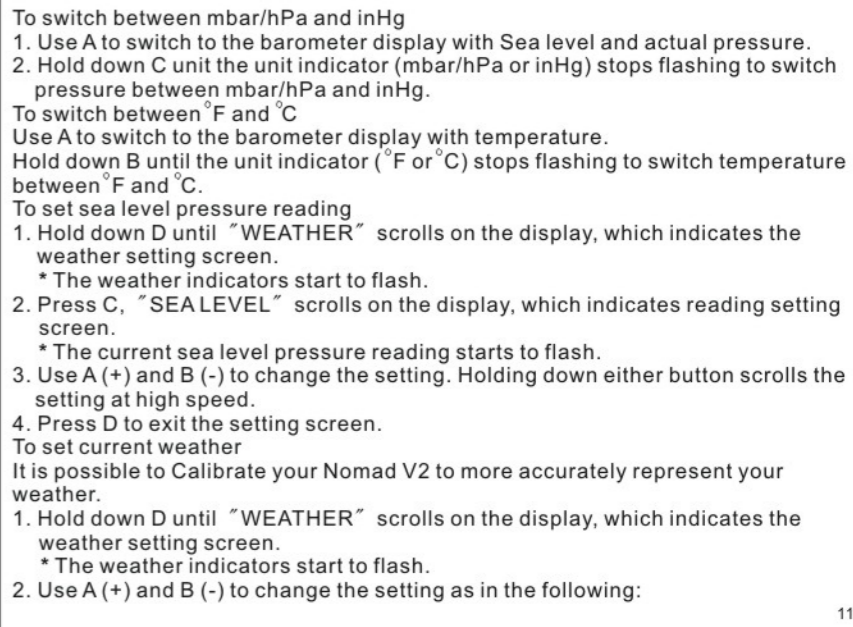 To switch between mbar/hPa and inHg
1. Use A to switch to the barometer display with Sea level and actual pressure.
2. Hold down C unit the unit indicator (mbar/hPa or inHg) stops flashing to switch
pressure between mbar/hPa and inHg.
To switch between °F and °C
Use A to switch to the barometer display with temperature.
Hold down B until the unit indicator (°F or °C) stops flashing to switch temperature
between °F and °C.
To set sea level pressure reading
1. Hold down D until ″WEATHER″ scrolls on the display, which indicates the
weather setting screen.
* The weather indicators start to flash.
2. Press C, ″SEA LEVEL″ scrolls on the display, which indicates reading setting
screen.
* The current sea level pressure reading starts to flash.
3. Use A (+) and B (-) to change the setting. Holding down either button scrolls the
setting at high speed.
4. Press D to exit the setting screen.
To set current weather
It is possible to Calibrate your Nomad V2 to more accurately represent your
weather.
1. Hold down D until ″WEATHER″ scrolls on the display, which indicates the
weather setting screen.
* The weather indicators start to flash.
2. Use A (+) and B (-) to change the setting as in the following:
11